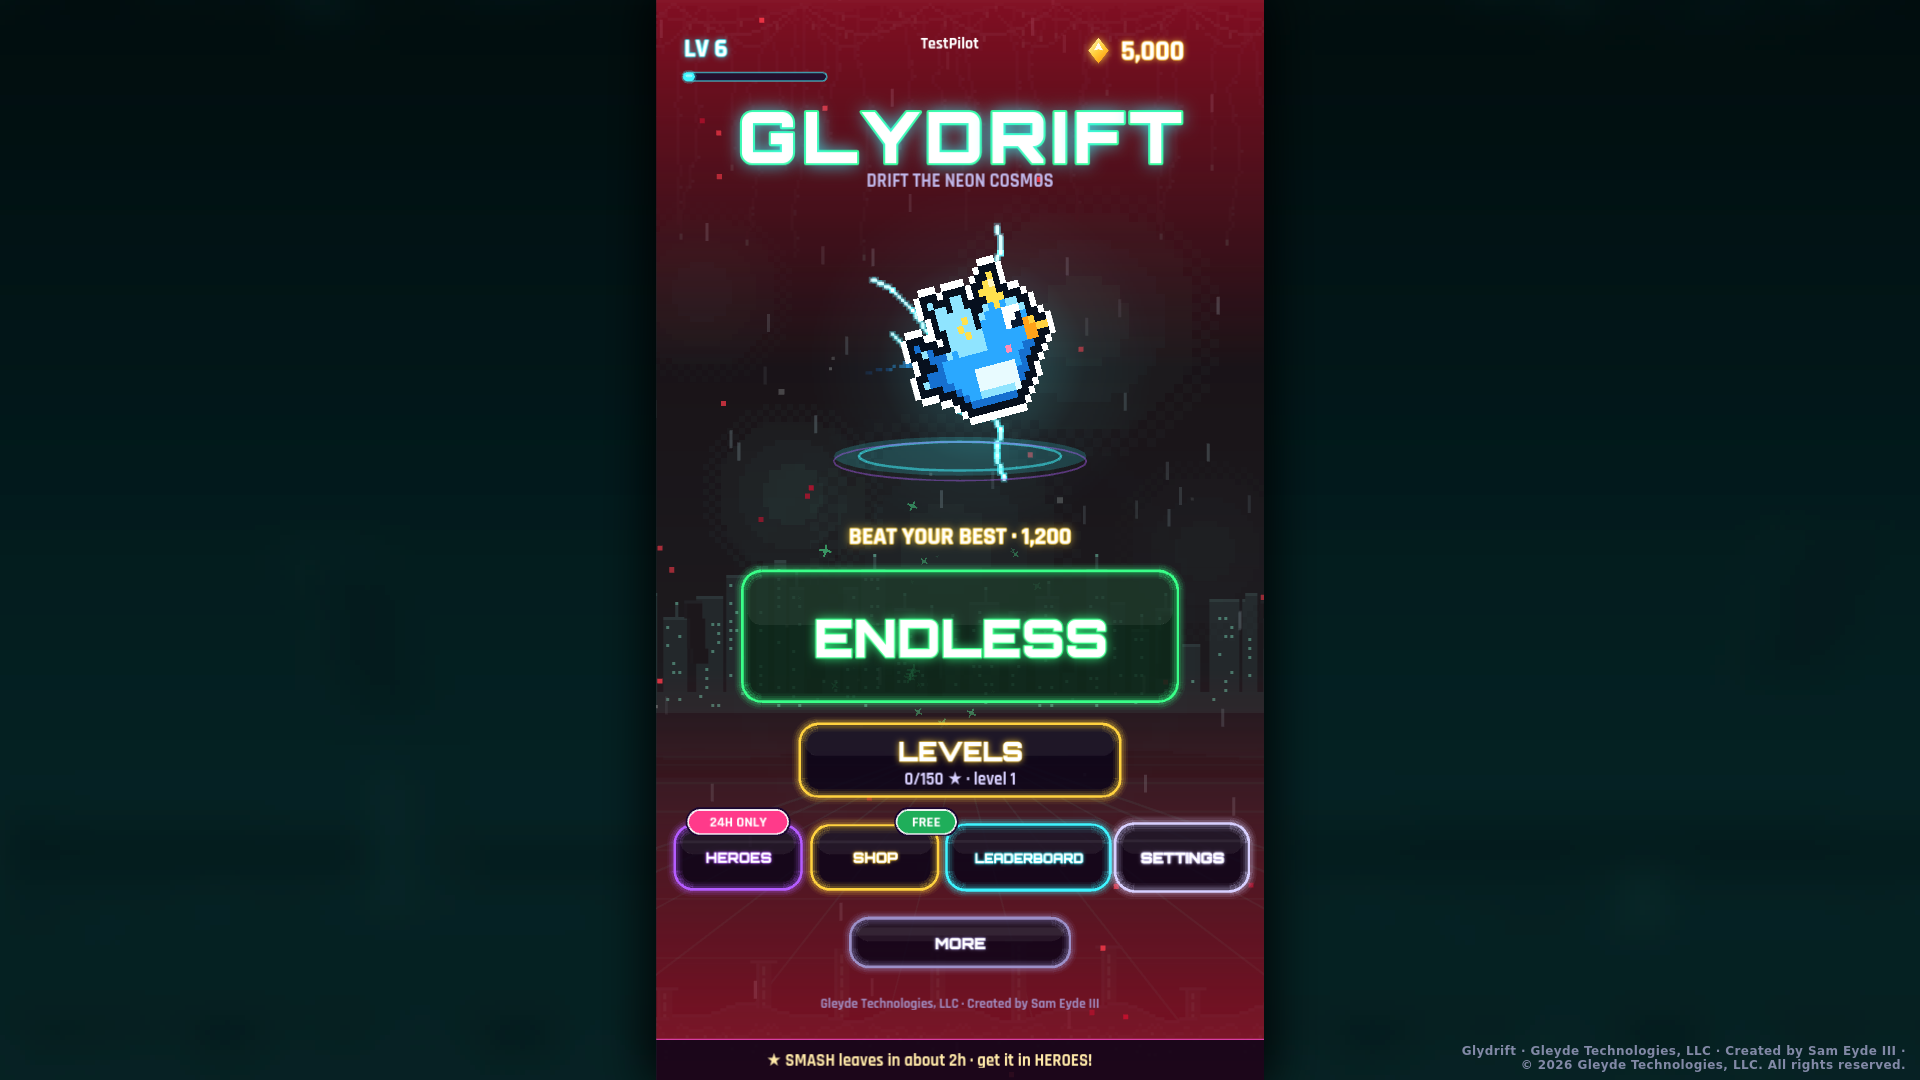 LV 6
TestPilot
5,000
GLYDRIFT
DRIFT THE NEON COSMOS
BEAT YOUR BEST · 1,200
ENDLESS
LEVELS
0/150 ★ · level 1
24H ONLY
FREE
HEROES
SHOP
LEADERBOARD
SETTINGS
MORE
Gleyde Technologies, LLC · Created by Sam Eyde III
★ SMASH leaves in about 2h · get it in HEROES!
Glydrift · Gleyde Technologies, LLC · Created by Sam Eyde III ·
© 2026 Gleyde Technologies, LLC. All rights reserved.